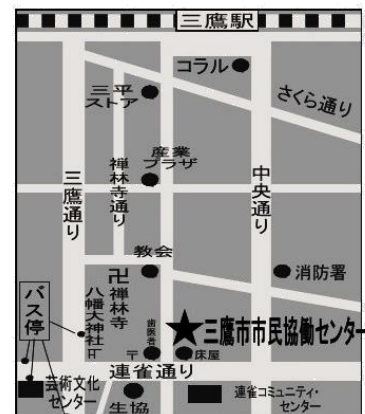 三鷹駅
コラル
三平
ストア
さくら通り
産業
プラザ
禅林寺通り
三鷹通り
中央通り
教会
消防署
卍禅林寺
八幡大神社
バス停
歯医者
★三鷹市市民協働センター
〒
床屋
連雀通り
芸術文化
センター
生協
連雀コミュニティ・
センター